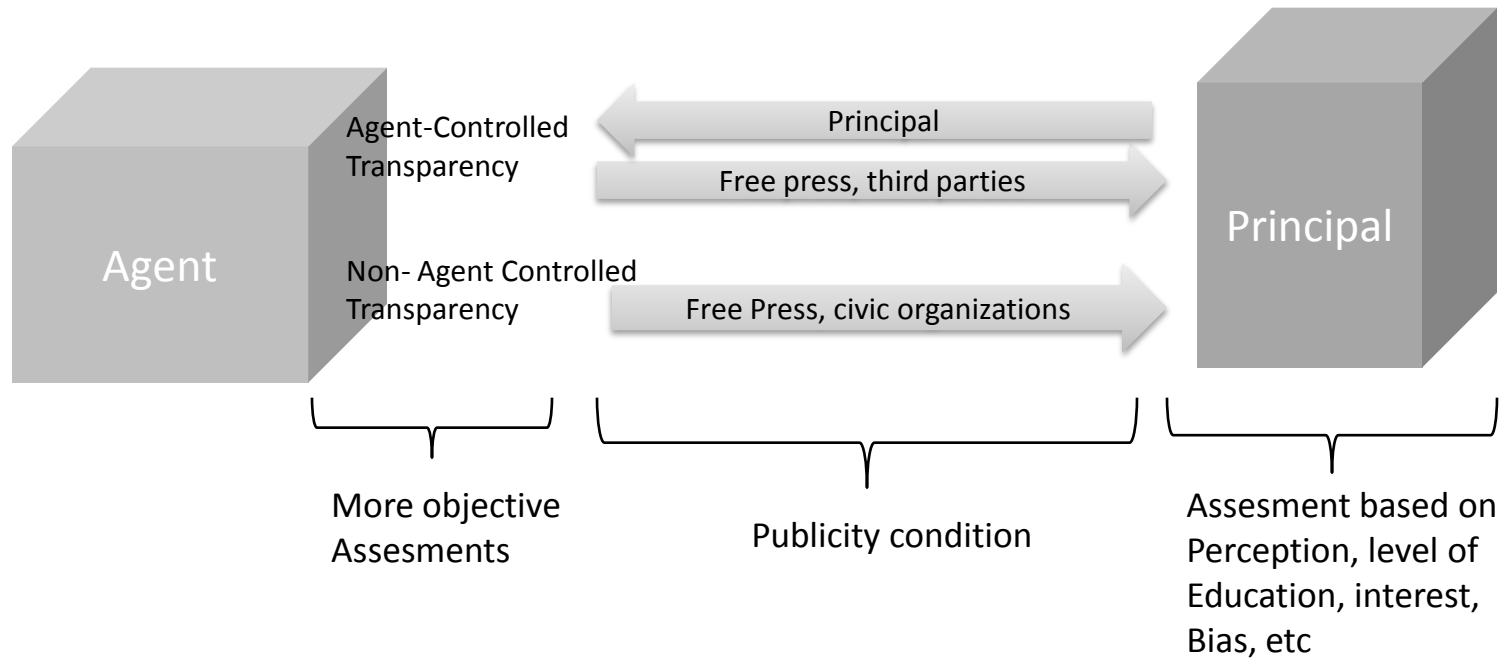 Agent
Agent-Controlled
Transparency
Non- Agent Controlled
Transparency
Principal
Free press, third parties
Free Press, civic organizations
Principal
More objective
Assesments
Publicity condition
Assesment based on
Perception, level of
Education, interest,
Bias, etc